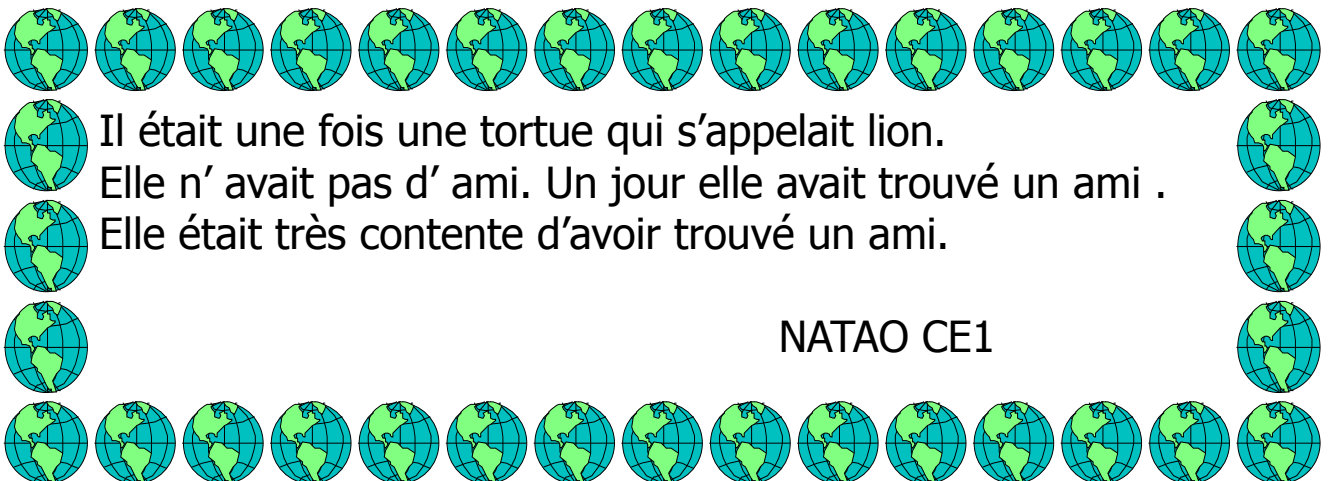 Il était une fois une tortue qui s’appelait lion.
Elle n’ avait pas d’ ami. Un jour elle avait trouvé un ami .
Elle était très contente d’avoir trouvé un ami.
NATAO CE1